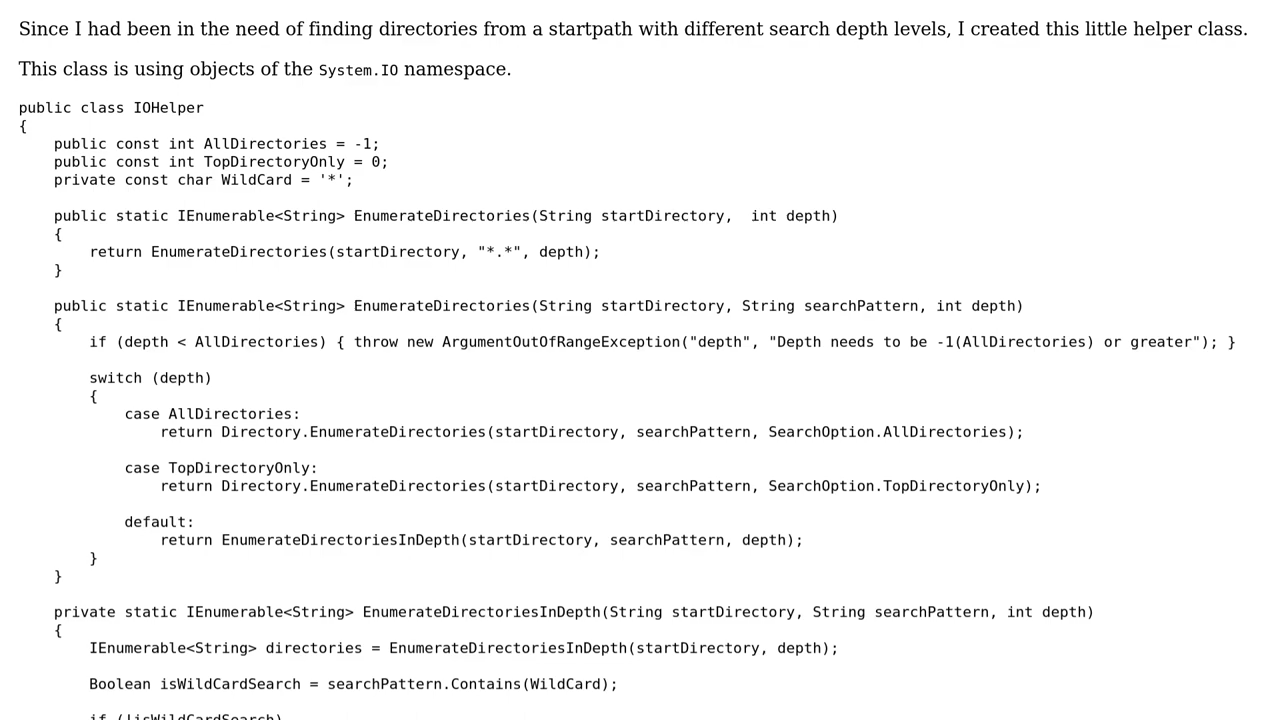 Since I had been in the need of finding directories from a startpath with different search depth levels, I created this little helper class.
This class is using objects of the System.IO namespace.
public class IOHelper
{
    public const int AllDirectories = -1;
    public const int TopDirectoryOnly = 0;
    private const char WildCard = '*';
    public static IEnumerable<String> EnumerateDirectories(String startDirectory,  int depth)
    {
        return EnumerateDirectories(startDirectory, "*.*", depth);
    }
    public static IEnumerable<String> EnumerateDirectories(String startDirectory, String searchPattern, int depth)
    {
        if (depth < AllDirectories) { throw new ArgumentOutOfRangeException("depth", "Depth needs to be -1(AllDirectories) or greater"); }
        switch (depth)
        {
            case AllDirectories:
                return Directory.EnumerateDirectories(startDirectory, searchPattern, SearchOption.AllDirectories);
            case TopDirectoryOnly:
                return Directory.EnumerateDirectories(startDirectory, searchPattern, SearchOption.TopDirectoryOnly);
            default:
                return EnumerateDirectoriesInDepth(startDirectory, searchPattern, depth);
        }
    }
    private static IEnumerable<String> EnumerateDirectoriesInDepth(String startDirectory, String searchPattern, int depth)
    {
        IEnumerable<String> directories = EnumerateDirectoriesInDepth(startDirectory, depth);
        Boolean isWildCardSearch = searchPattern.Contains(WildCard);
        if (!isWildCardSearch)